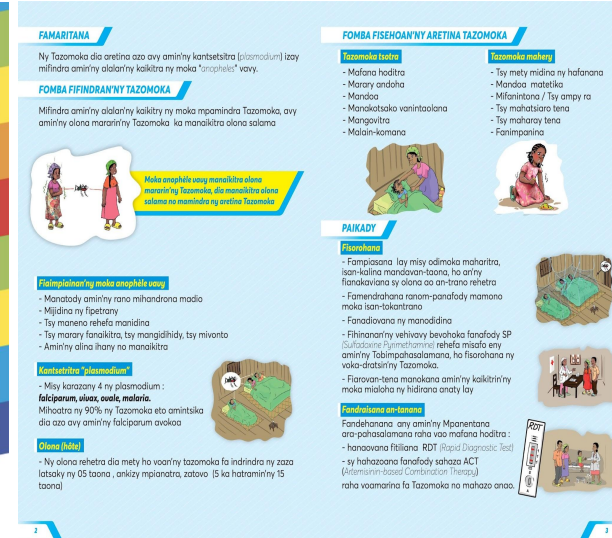 FAMARITANA
Ny Tazomoka dia aretina azo avy amin'ny kantsetsitra (plasmodium) izay
mifindra amin'ny alalan'ny kaikitra ny moka "anopheles" vavy.
FOMBA FIFINDRAN'NY TAZOMOKA
Mifindra amin'ny alalan'ny kaikitry ny moka mpamindra Tazomoka, avy
amin'ny olona mararin'ny Tazomoka ka manaikitra olona salama
Moka anophèle vavy manaikitra olona
mararin'ny Tazomoka, dia manaikitra olona
salama no mamindra ny aretina Tazomoka
Fiaimpiainan'ny moka anophèle vavy
- Manatody amin'ny rano mihandrona madio
- Mijidina ny fipetrany
- Tsy maneno rehefa manidina
- Tsy marary fanaikitra, tsy mangidihidy, tsy mivonto
- Amin'ny alina ihany no manaikitra
Kantsetritra "plasmodium"
- Misy karazany 4 ny plasmodium :
falciparum, vivax, ovale, malaria.
Mihoatra ny 90% ny Tazomoka eto amintsika
dia azo avy amin'ny falciparum avokoa
Olona (hôte)
- Ny olona rehetra dia mety ho voan'ny tazomoka fa indrindra ny zaza
latsaky ny 05 taona , ankizy mpianatra, zatovo (5 ka hatramin'ny 15
taona)
2
FOMBA FISEHOAN'NY ARETINA TAZOMOKA
Tazomoka tsotra
- Mafana hoditra
- Marary andoha
- Mandoa
- Manakotsako vanintaolana
- Mangovitra
- Malain-komana
Tazomoka mahery
- Tsy mety midina ny hafanana
- Mandoa matetika
- Mifanintona / Tsy ampy ra
- Tsy mahatsiaro tena
- Tsy maharay tena
- Fanimpanina
PAIKADY
Fisorohana
- Fampiasana lay misy odimoka maharitra,
isan-kalina mandavan-taona, ho an'ny
fianakaviana sy olona ao an-trano rehetra
- Famendrahana ranom-panafody mamono
moka isan-tokantrano
- Fanadiovana ny manodidina
- Fihinanan'ny vehivavy bevohoka fanafody SP
(Sulfadoxine Pyrimethamine) rehefa misafo eny
amin'ny Tabimpahasalamana, ho fisorohana ny
voka-dratsin'ny Tazomoka.
- Fiarovan-tena manokana amin'ny kaikitrin'ny
moka mialoha ny hidirana anaty lay
Fandraisana an-tanana
Fandehanana any amin'ny Mpanentana
ara-pahasalamana raha vao mafana hoditra :
- hanaovana fitiliana RDT (Rapid Diagnostic Test)
- sy hahazoana fanafody sahaza ACT
(Artemisinin-based Combination Therapy)
raha voamarina fa Tazomoka no mahazo anao.
RDT
3